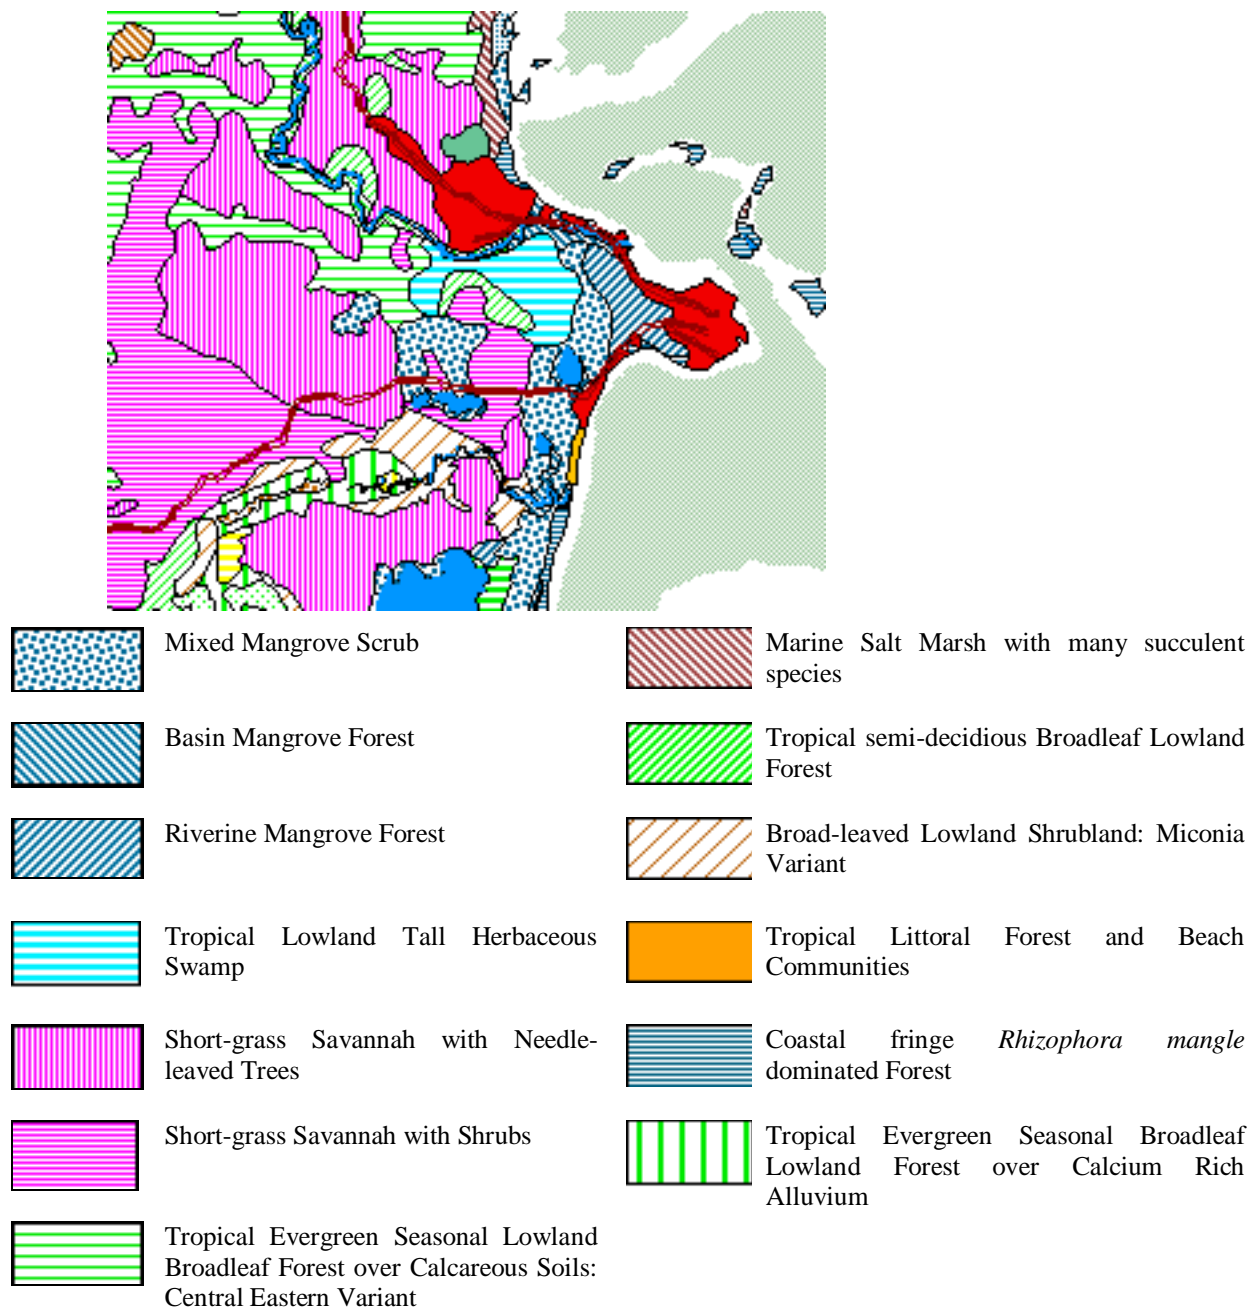 Mixed Mangrove Scrub
Basin Mangrove Forest
Riverine Mangrove Forest
Tropical Lowland Tall Herbaceous
Swamp
Short-grass Savannah with Needle-
leaved Trees
Short-grass Savannah with Shrubs
Tropical Evergreen Seasonal Lowland
Broadleaf Forest over Calcareous Soils:
Central Eastern Variant
Marine Salt Marsh with many succulent
species
Tropical semi-decidious Broadleaf Lowland
Forest
Broad-leaved Lowland Shrubland: Miconia
Variant
Tropical Littoral Forest and Beach
Communities
Coastal fringe Rhizophora mangle
dominated Forest
Tropical Evergreen Seasonal Broadleaf
Lowland Forest over Calcium Rich
Alluvium